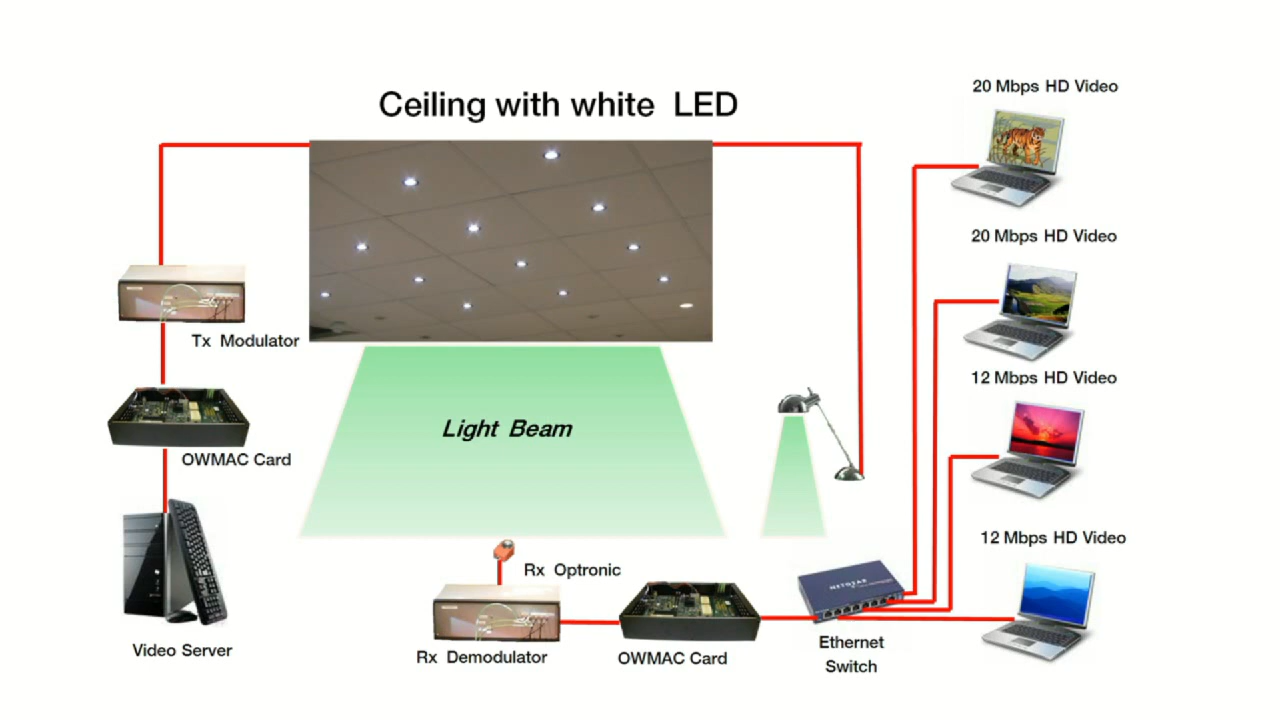 Ceiling with white LED
20 Mbps HD Video
20 Mbps HD Video
Tx Modulator
12 Mbps HD Video
Light Beam
OWMAC Card
12 Mbps HD Video
Rx Optronic
NETGEAR
Video Server
Rx Demodulator
OWMAC Card
Ethernet
Switch